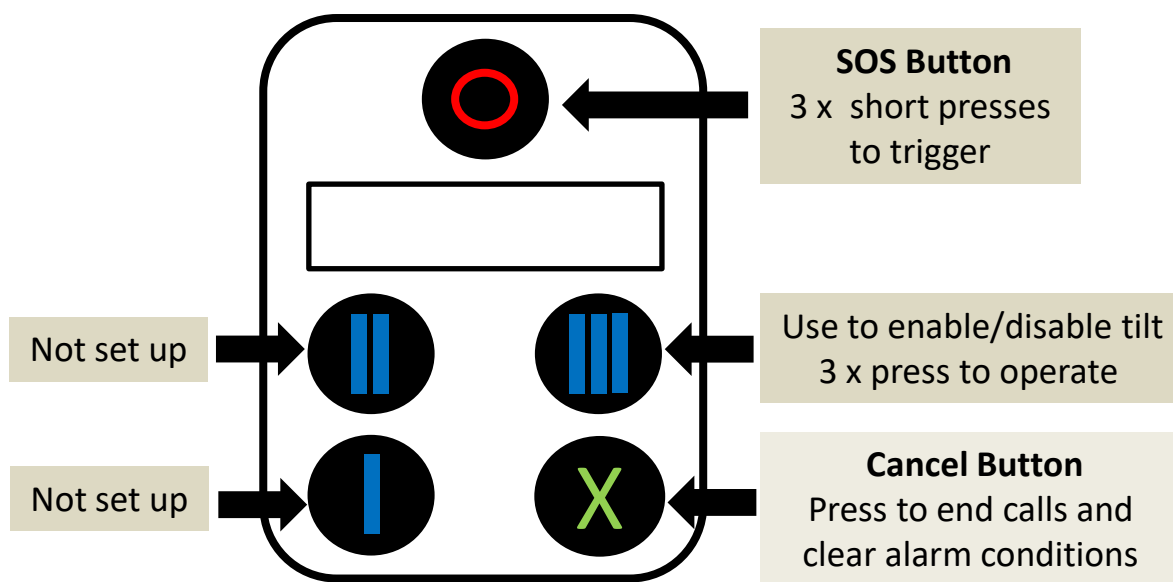 SOS Button
3 x short presses
to trigger
Not set up
Use to enable/disable tilt
3 x press to operate
Not set up
X
Cancel Button
Press to end calls and
clear alarm conditions